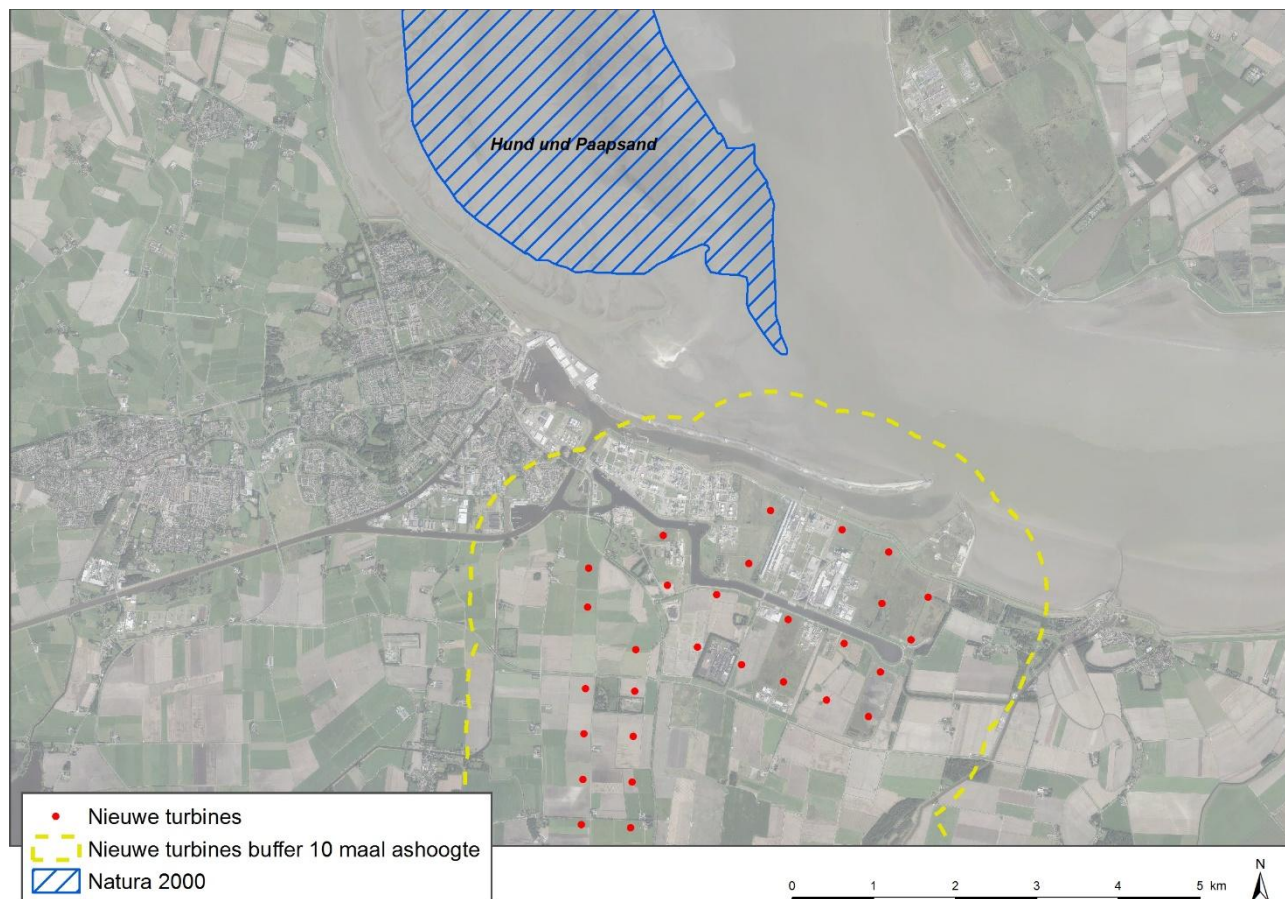 Hund und Paapsand
Nieuwe turbines
Nieuwe turbines buffer 10 maal ashoogte
Natura 2000
0 1 2 3 4 5 km
N